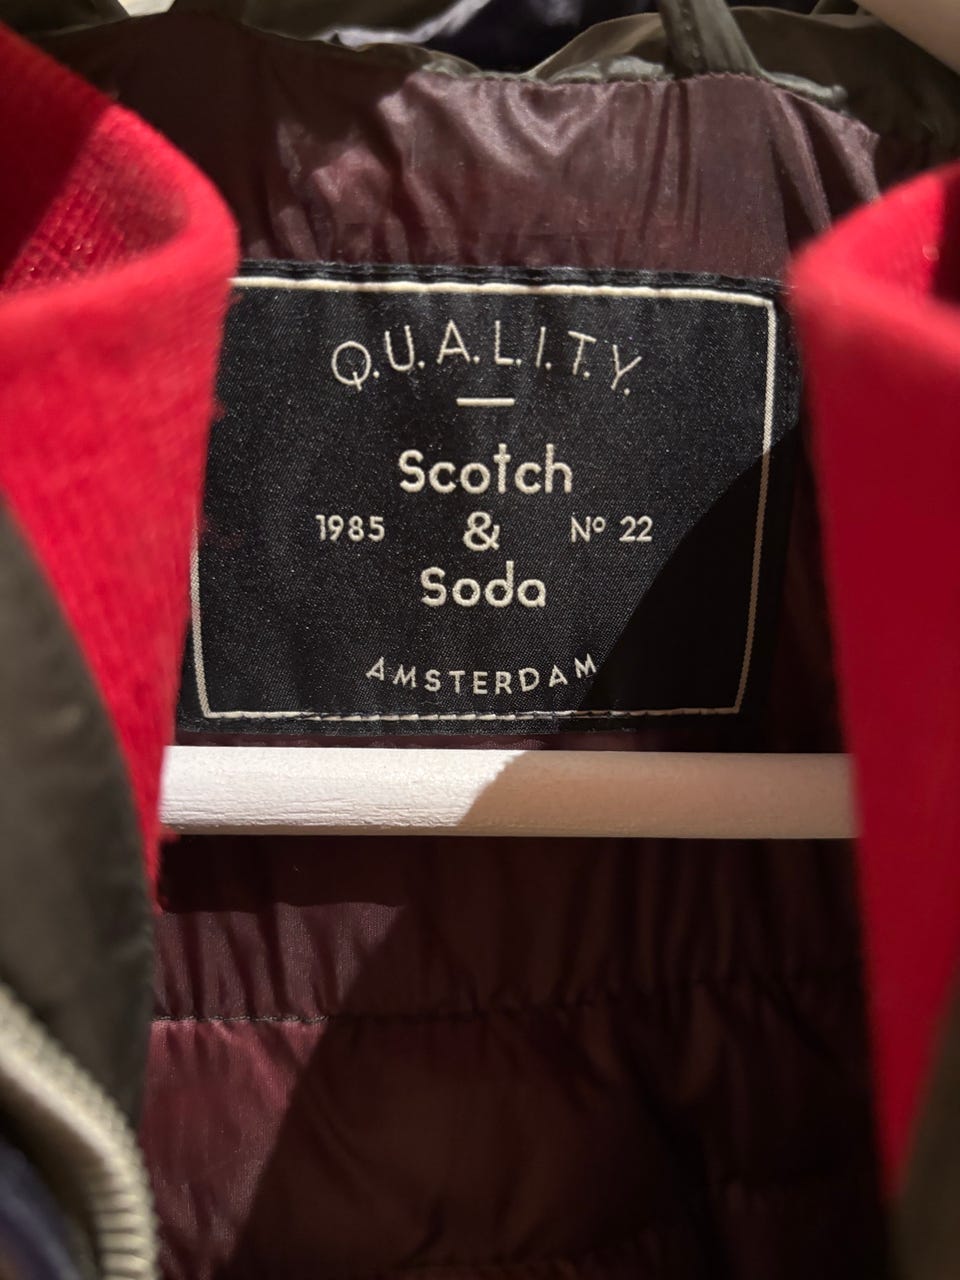 Q.U.A.L.I.T.Y.
Scotch
1985 & Nº 22
Soda
AMSTERDAM